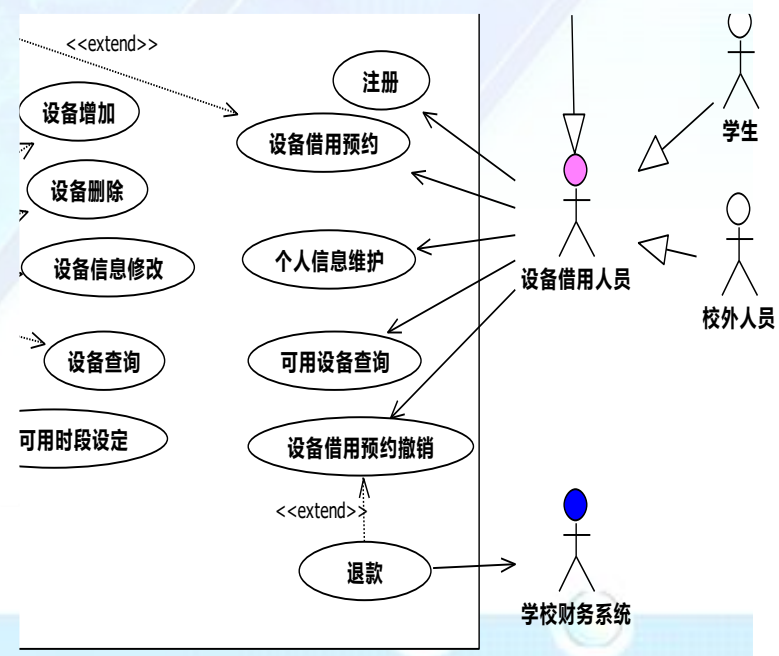 <<extend>>
注册
设备增加
设备借用预约
学生
设备删除
设备信息修改
个人信息维护
设备借用人员
校外人员
设备查询
可用设备查询
可用时段设定
设备借用预约撤销
<<extend>>
退款
学校财务系统